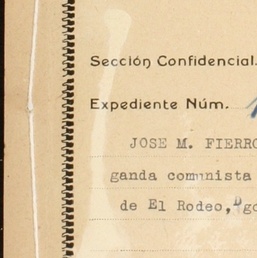 Sección Confidencial.
Expediente Núm.
JOSE M. FIERRO
ganda comunista
de El Rodeo,